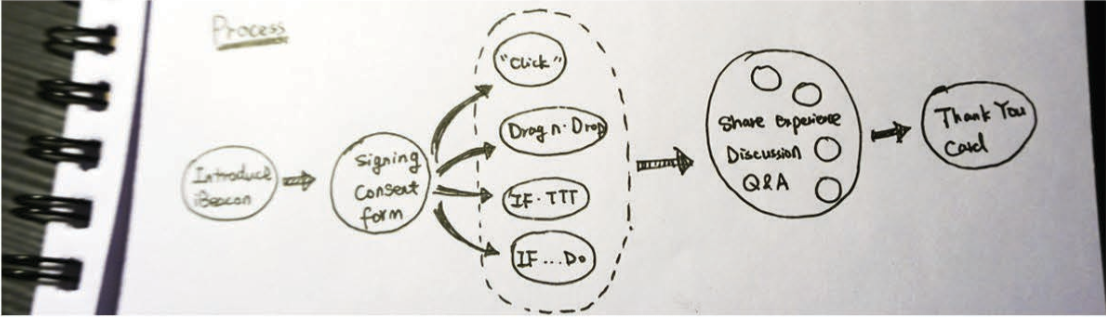 Process
Introduce
iBeacon
Signing
Consent
form
"Click"
Drag n. Drop
IF. TTT
IF ... Do
Share Experience
Discussion
Q&A
Thank You
Card